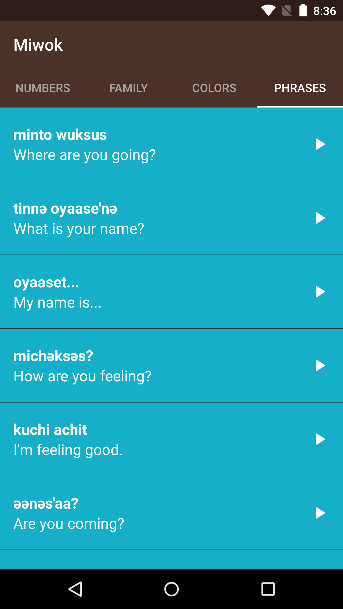 8:36
Miwok
NUMBERS FAMILY COLORS PHRASES
minto wuksus
Where are you going?
tinnə oyaase'nə
What is your name?
oyaaset...
My name is...
michəksəs?
How are you feeling?
kuchi achit
I'm feeling good.
əənəs'aa?
Are you coming?